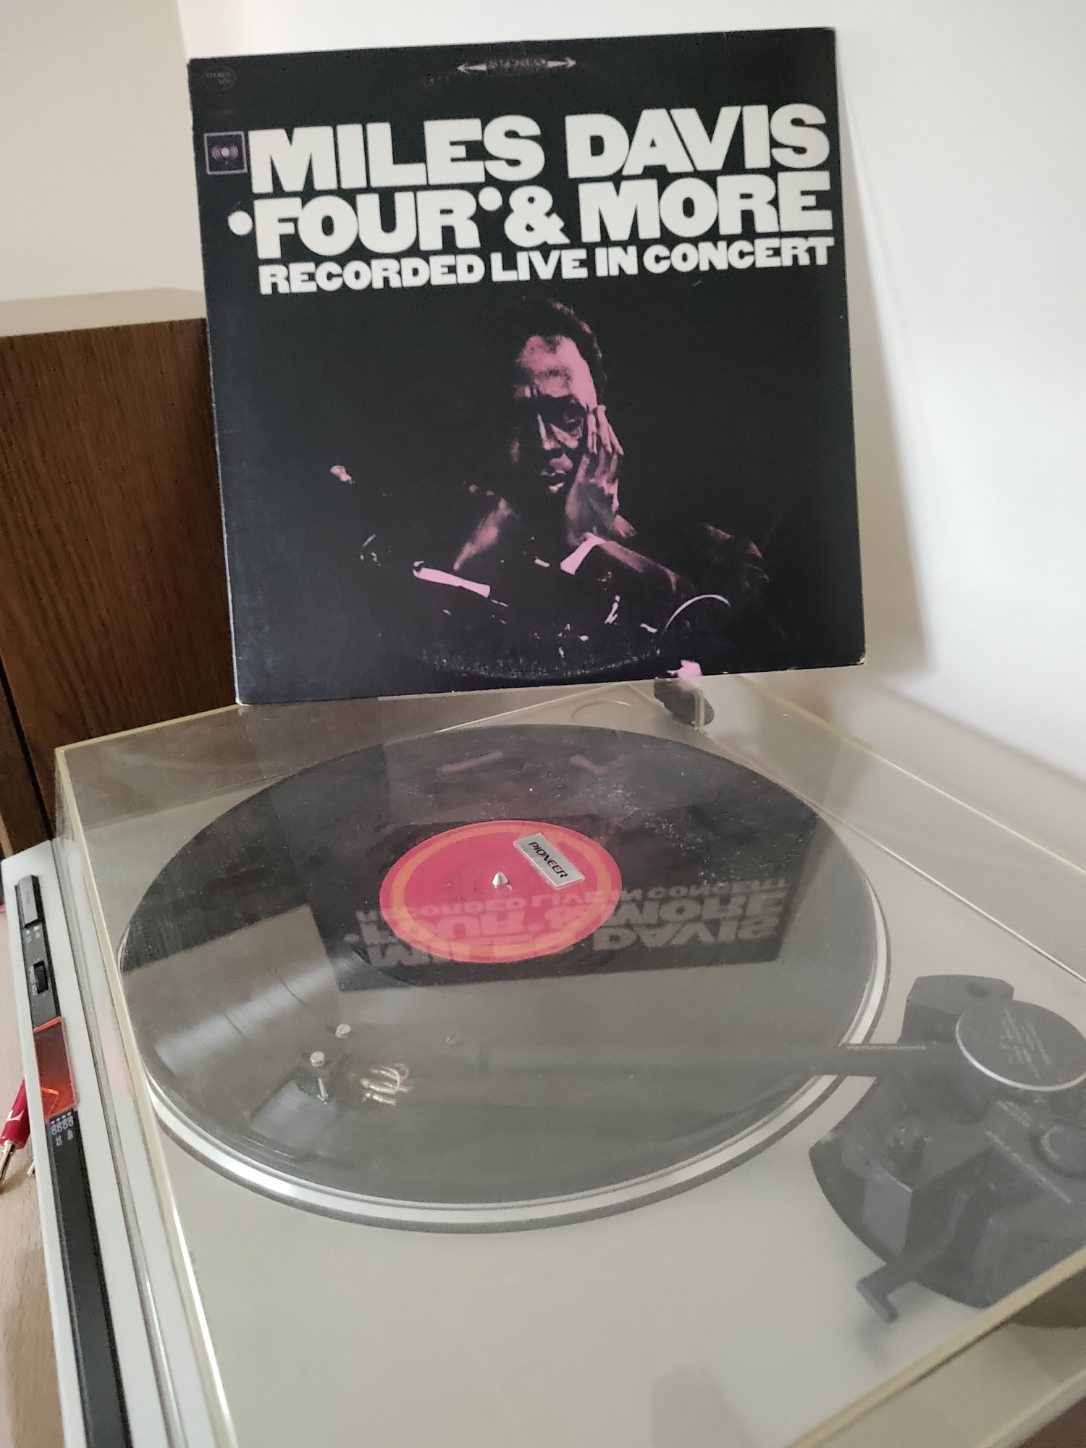 MILES DAVIS
'FOUR' & MORE
RECORDED LIVE IN CONCERT
PIONEER